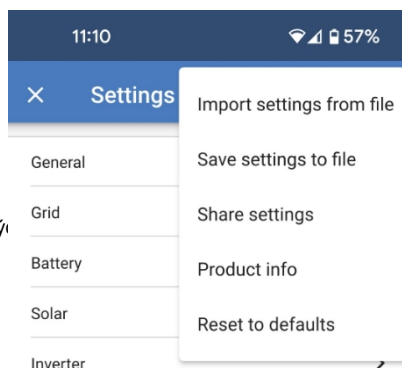 11:10 57%
× Settings
Import settings from file
General
Save settings to file
Grid
Share settings
Battery
Product info
Solar
Reset to defaults
Inverter